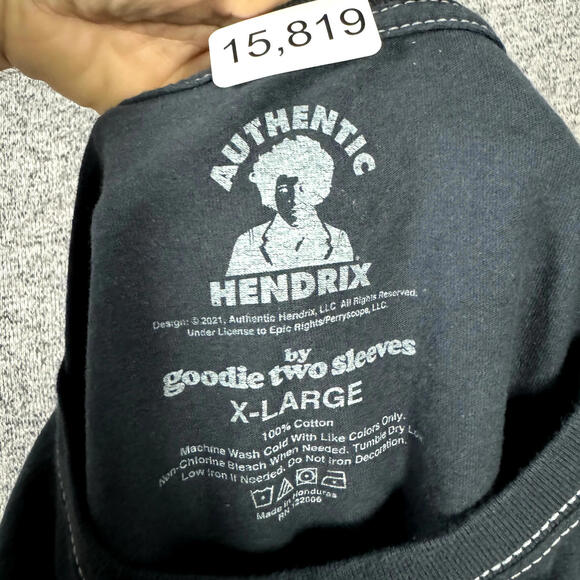 15,819
AUTHENTIC
HENDRIX
Design: © 2021, Authentic Hendrix, LLC All Rights Reserved.
Under License to Epic Rights/Perryscope, LLC.
by
goodie two sleeves
X-LARGE
100% Cotton
Machine Wash Cold With Like Colors Only.
Non-Chlorine Bleach When Needed. Tumble Dry Low
Low Iron If Needed. Do Not Iron Decoration.
Made in Honduras
RN 122006